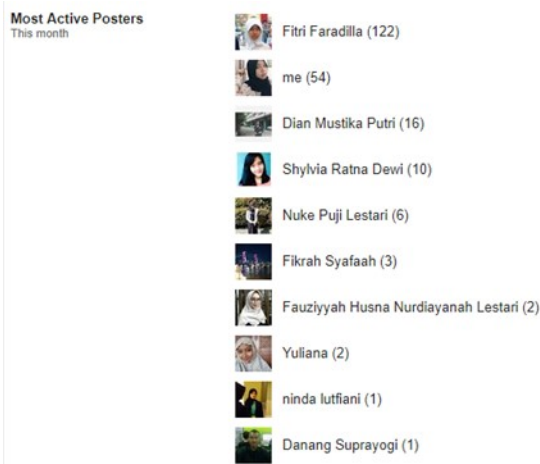 Most Active Posters
This month
Fitri Faradilla (122)
me (54)
Dian Mustika Putri (16)
Shylvia Ratna Dewi (10)
Nuke Puji Lestari (6)
Fikrah Syafaah (3)
Fauziyyah Husna Nurdiayanah Lestari (2)
Yuliana (2)
ninda lutfiani (1)
Danang Suprayogi (1)